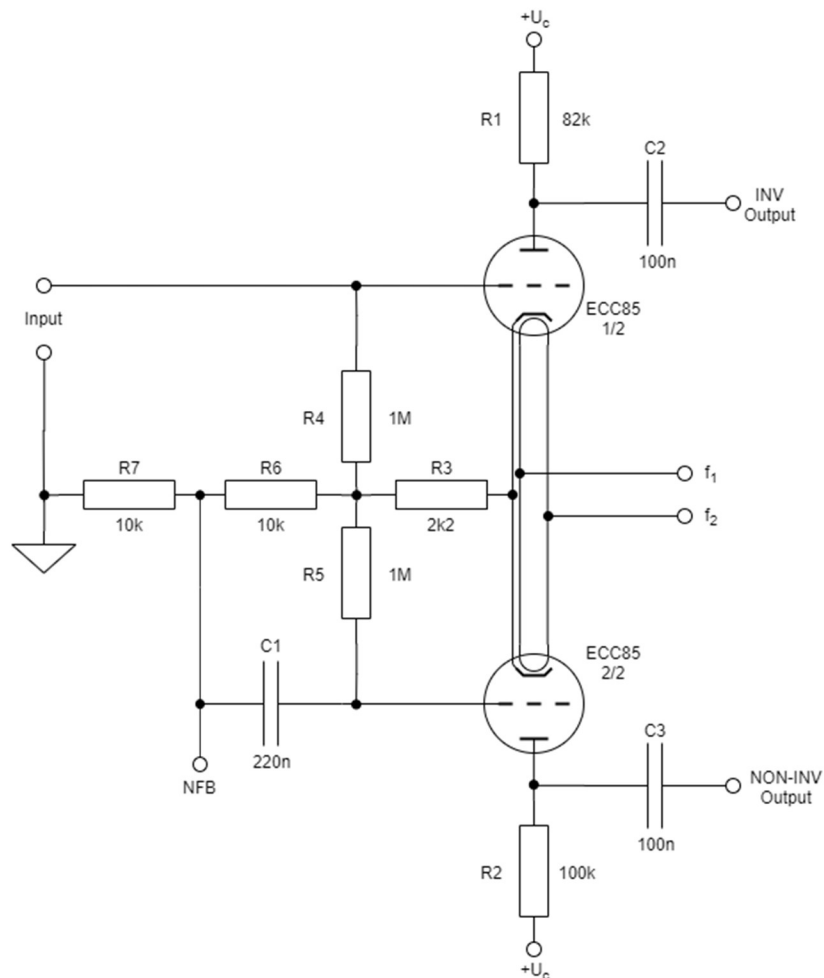 +Uc
R1 82k
C2
100n
INV
Output
ECC85
1/2
Input
R4 1M
R7
10k
R6
10k
R3
2k2
f1
f2
R5 1M
C1
220n
NFB
ECC85
2/2
C3
100n
NON-INV
Output
R2 100k
+Uc